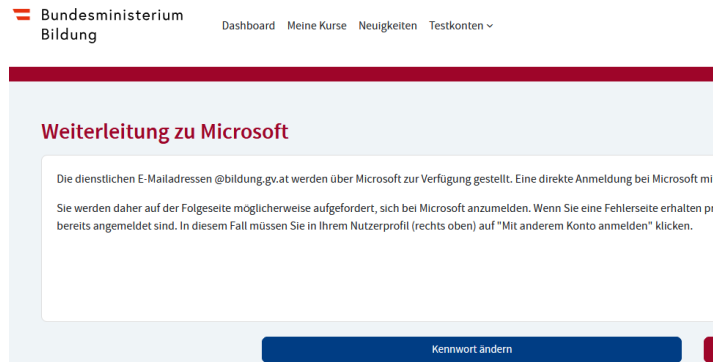 Bundesministerium
Bildung
Dashboard Meine Kurse Neuigkeiten Testkonten
Weiterleitung zu Microsoft
Die dienstlichen E-Mailadressen @bildung.gv.at werden über Microsoft zur Verfügung gestellt. Eine direkte Anmeldung bei Microsoft mi
Sie werden daher auf der Folgeseite möglicherweise aufgefordert, sich bei Microsoft anzumelden. Wenn Sie eine Fehlerseite erhalten pr
bereits angemeldet sind. In diesem Fall müssen Sie in Ihrem Nutzerprofil (rechts oben) auf "Mit anderem Konto anmelden" klicken.
Kennwort ändern